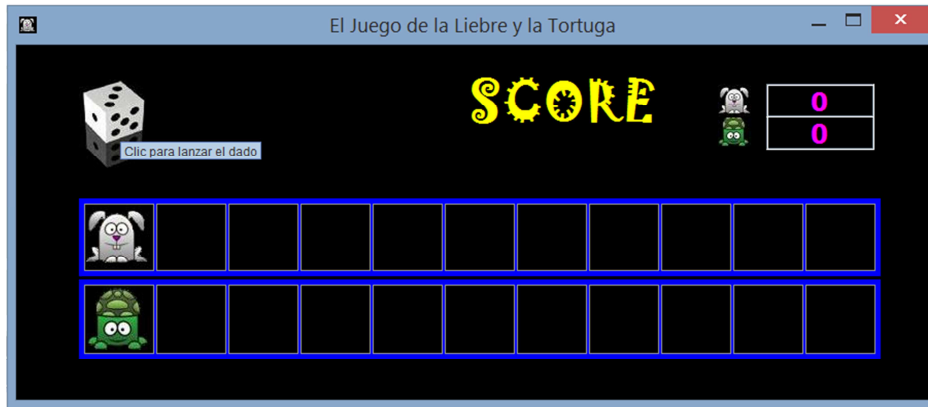 El Juego de la Liebre y la Tortuga
SCORE
0
0
Clic para lanzar el dado